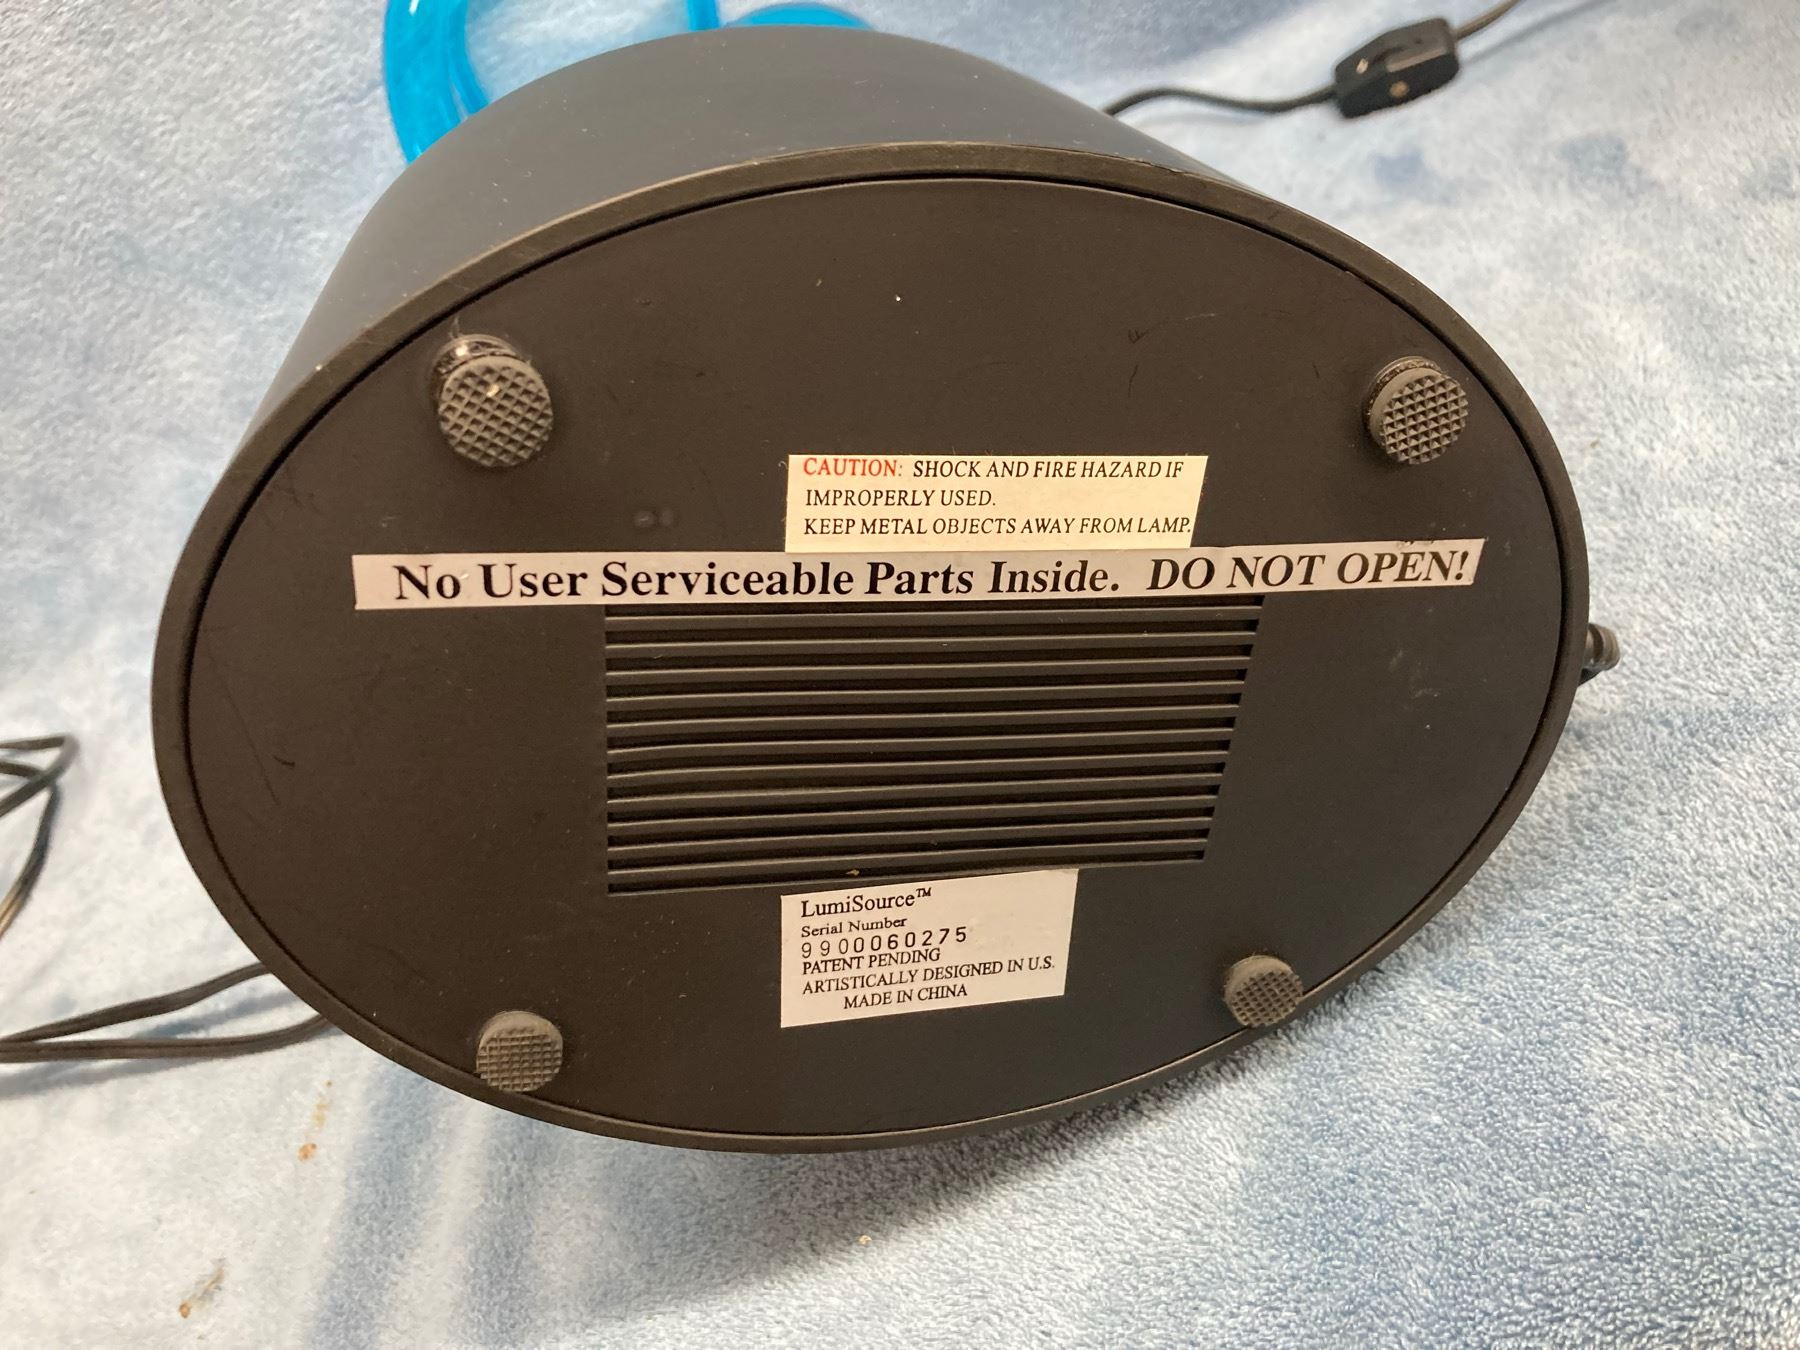 CAUTION: SHOCK AND FIRE HAZARD IF
IMPROPERLY USED.
KEEP METAL OBJECTS AWAY FROM LAMP.
No User Serviceable Parts Inside. DO NOT OPEN!
LumiSource™
Serial Number
9900060275
PATENT PENDING
ARTISTICALLY DESIGNED IN U.S.
MADE IN CHINA